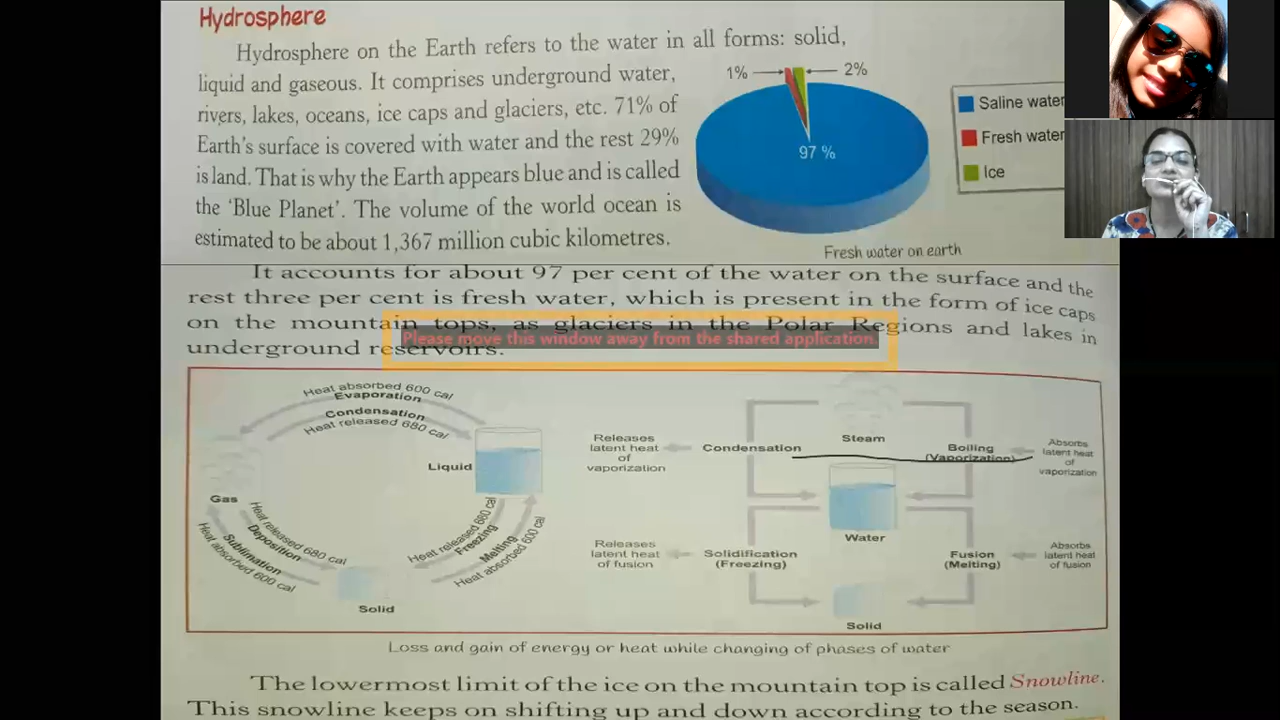 Hydrosphere
Hydrosphere on the Earth refers to the water in all forms: solid,
liquid and gaseous. It comprises underground water,
rivers, lakes, oceans, ice caps and glaciers, etc. 71% of
Earth's surface is covered with water and the rest 29%
is land. That is why the Earth appears blue and is called
the 'Blue Planet'. The volume of the world ocean is
estimated to be about 1,367 million cubic kilometres.
1%
2%
97 %
Saline water
Fresh water
Ice
Fresh water on earth
It accounts for about 97 per cent of the water on the surface and the
rest three per cent is fresh water, which is present in the form of ice caps
on the mountain tops, as glaciers in the Polar Regions and lakes in
underground reservoirs.
Please move this window away from the shared application.
Heat absorbed 600 cal
Evaporation
Condensation
Heat released 680 cal
Liquid
Gas
Heat released 680 cal
Deposition
Sublimation
Heat absorbed 600 cal
Heat released 680 cal
Freezing
Melting
Heat absorbed 600 cal
Solid
Releases
latent heat
of
vaporization
Condensation
Steam
Boiling
(Vaporization)
Absorbs
latent heat
of
vaporization
Water
Releases
latent heat
of fusion
Solidification
(Freezing)
Fusion
(Melting)
Absorbs
latent heat
of fusion
Solid
Loss and gain of energy or heat while changing of phases of water
The lowermost limit of the ice on the mountain top is called Snowline.
This snowline keeps on shifting up and down according to the season.